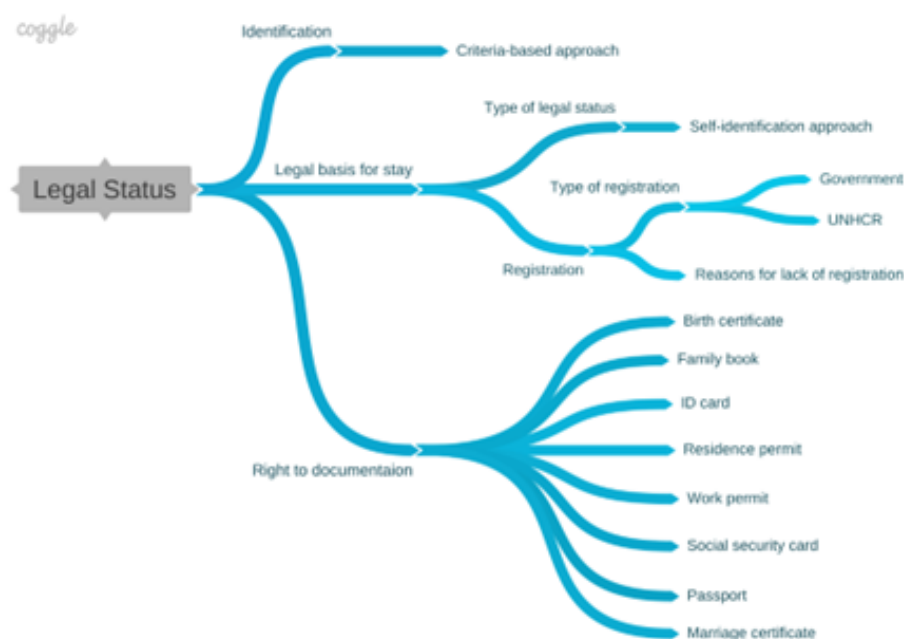 coggle
Identification
Criteria-based approach
Type of legal status
Self-identification approach
Legal Status
Legal basis for stay
Type of registration
Government
UNHCR
Registration
Reasons for lack of registration
Birth certificate
Family book
ID card
Right to documentaion
Residence permit
Work permit
Social security card
Passport
Marriage certificate